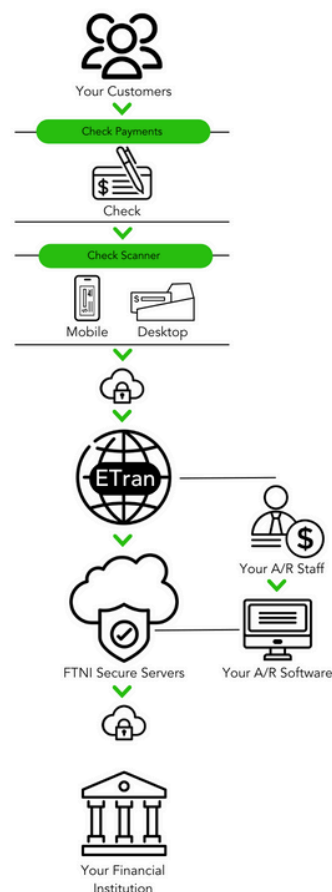 Your Customers
Check Payments
$
Check
Check Scanner
$
Mobile
Desktop
ETran
$
Your A/R Staff
FTNI Secure Servers
Your A/R Software
Your Financial
Institution